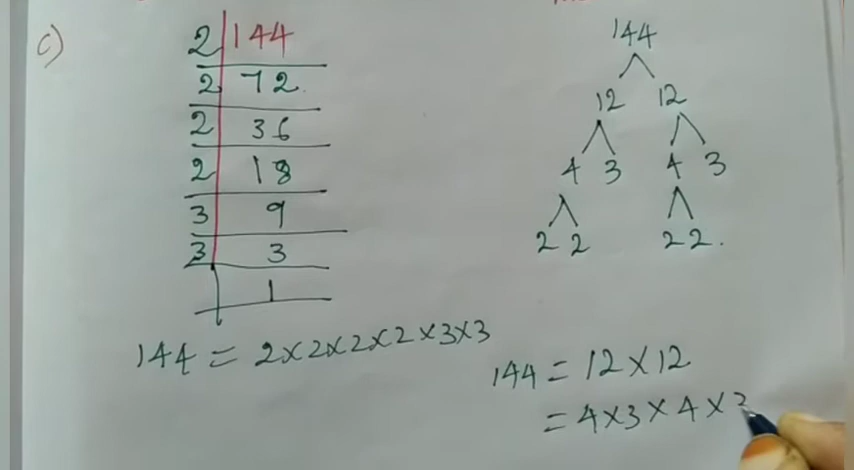 c)
2 144
2 72.
2 36
2 18
3 9
3 3
1
144 = 2×2×2×2×3×3
144
12 12
4 3 4 3
2 2 2 2.
144 = 12×12
= 4×3×4×3